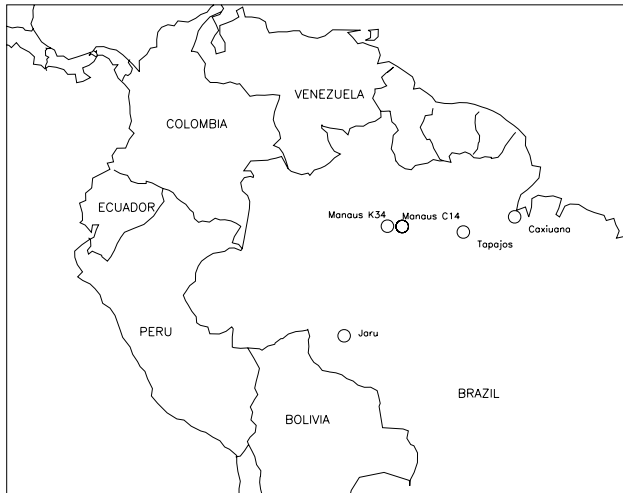 VENEZUELA
COLOMBIA
ECUADOR
Manaus K34 Manaus C14
Caxiuana
Tapajos
PERU
Jaru
BRAZIL
BOLIVIA